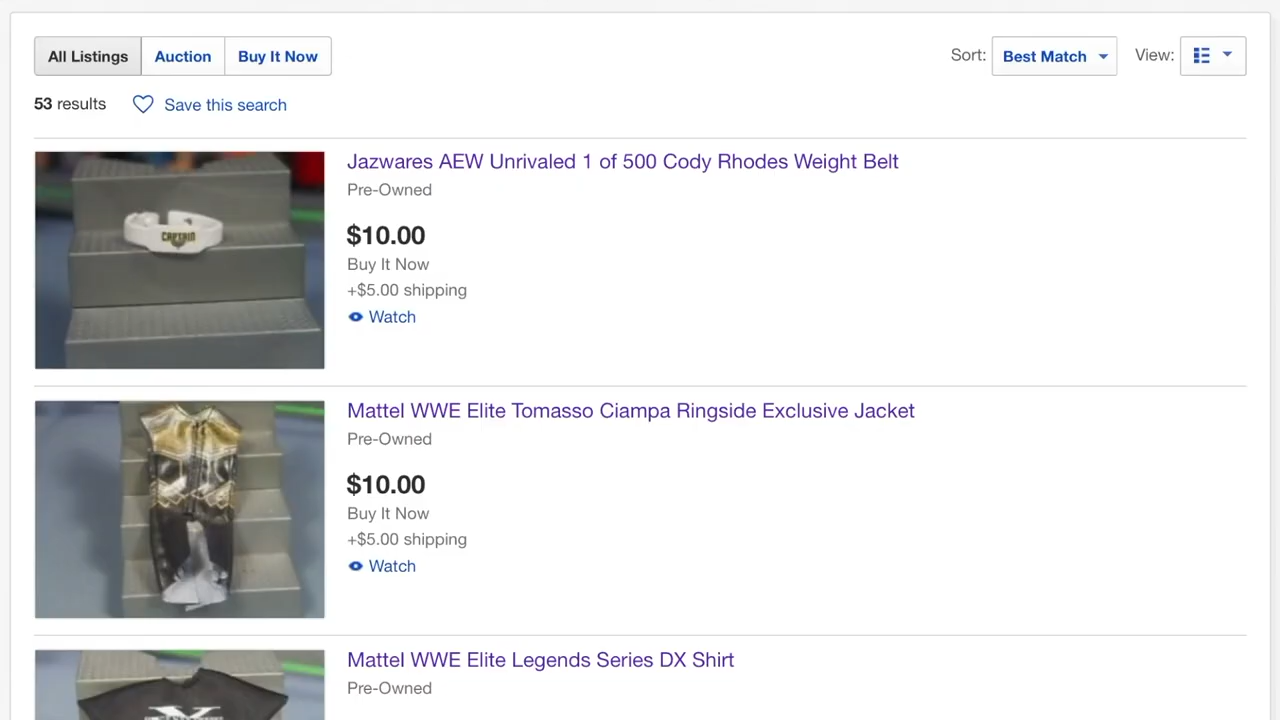 All Listings Auction Buy It Now Sort: Best Match View:
53 results Save this search
Jazwares AEW Unrivaled 1 of 500 Cody Rhodes Weight Belt
Pre-Owned
CAPTAIN
$10.00
Buy It Now
+$5.00 shipping
Watch
Mattel WWE Elite Tomasso Ciampa Ringside Exclusive Jacket
Pre-Owned
$10.00
Buy It Now
+$5.00 shipping
Watch
Mattel WWE Elite Legends Series DX Shirt
Pre-Owned